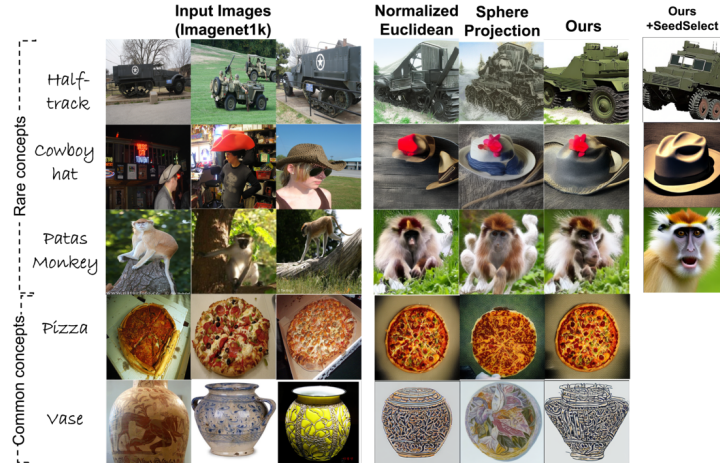 Input Images
(Imagenet1k)
Normalized
Euclidean
Sphere
Projection
Ours
Ours
+SeedSelect
Rare concepts
Half-
track
Cowboy
hat
Patas
Monkey
Common concepts
Pizza
Vase